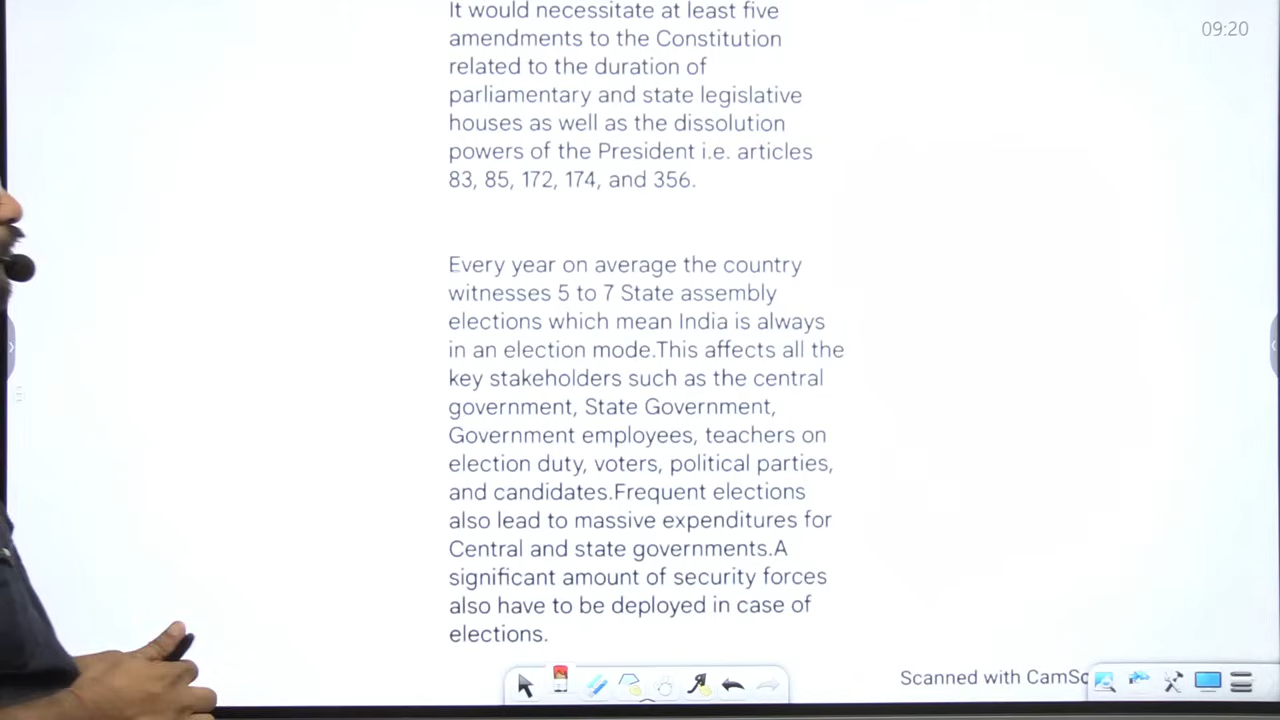 09:20
It would necessitate at least five
amendments to the Constitution
related to the duration of
parliamentary and state legislative
houses as well as the dissolution
powers of the President i.e. articles
83, 85, 172, 174, and 356.
Every year on average the country
witnesses 5 to 7 State assembly
elections which mean India is always
in an election mode.This affects all the
key stakeholders such as the central
government, State Government,
Government employees, teachers on
election duty, voters, political parties,
and candidates.Frequent elections
also lead to massive expenditures for
Central and state governments.A
significant amount of security forces
also have to be deployed in case of
elections.
Scanned with CamSc